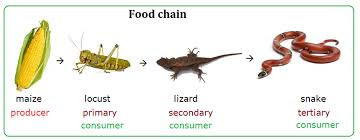 Food chain
maize locust lizard snake
producer primary secondary tertiary
consumer consumer consumer